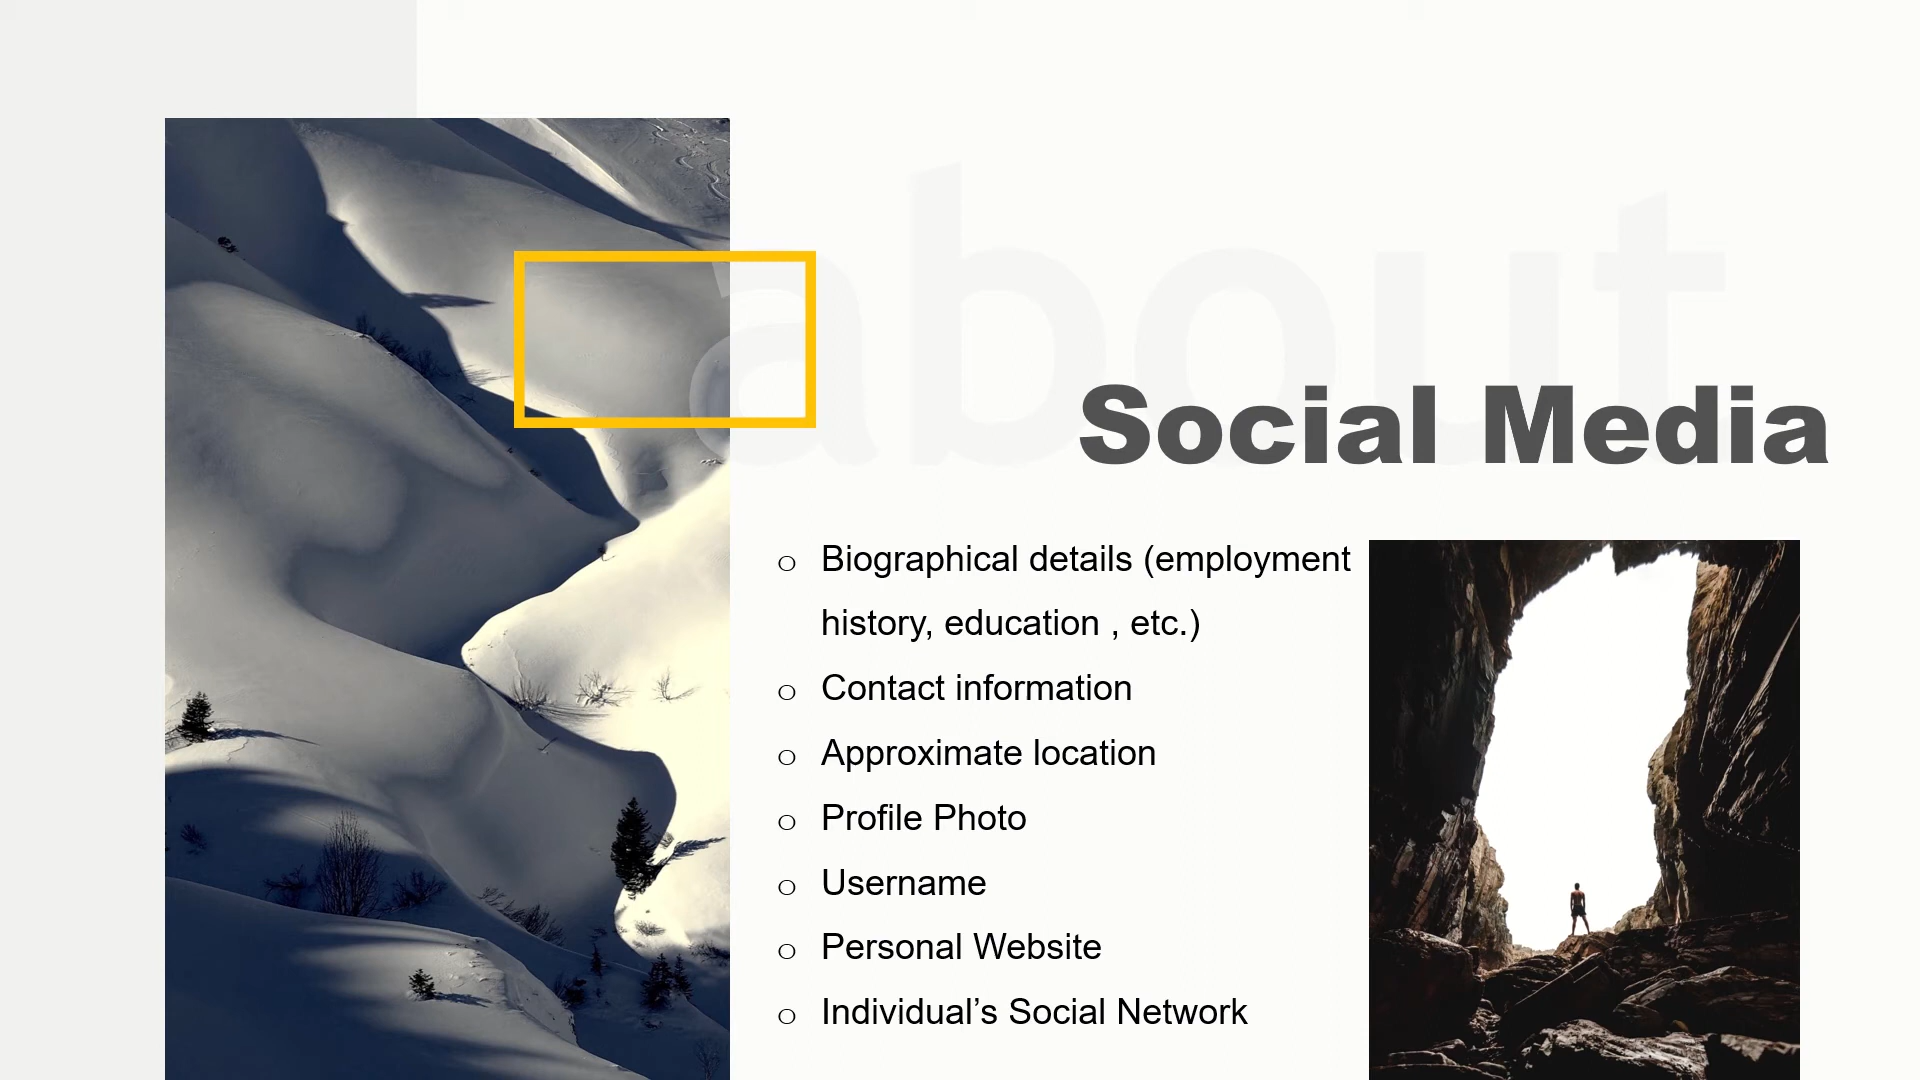 about
Social Media
o Biographical details (employment
history, education , etc.)
o Contact information
o Approximate location
o Profile Photo
o Username
o Personal Website
o Individual’s Social Network